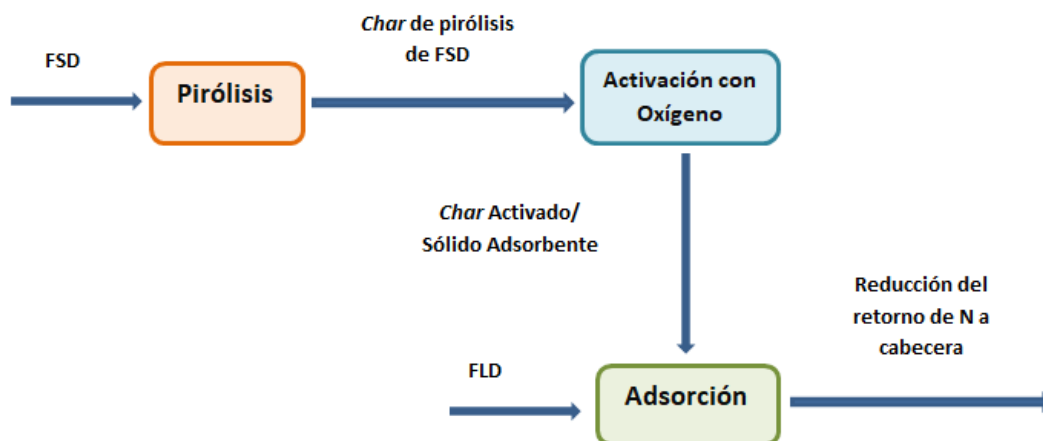 FSD
Pirólisis
Char de pirólisis
de FSD
Activación con
Oxígeno
Char Activado/
Sólido Adsorbente
FLD
Adsorción
Reducción del
retorno de N a
cabecera